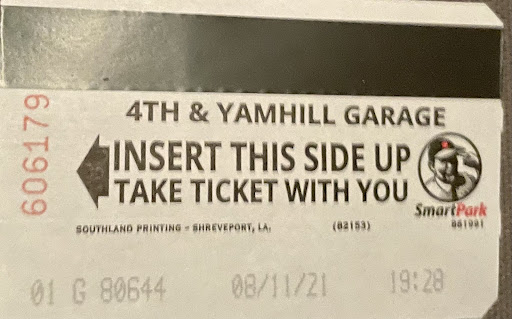 606179
4TH & YAMHILL GARAGE
INSERT THIS SIDE UP
TAKE TICKET WITH YOU
SmartPark
SOUTHLAND PRINTING - SHREVEPORT, LA. (82153) 861981
01 G 80644 08/11/21 19:28